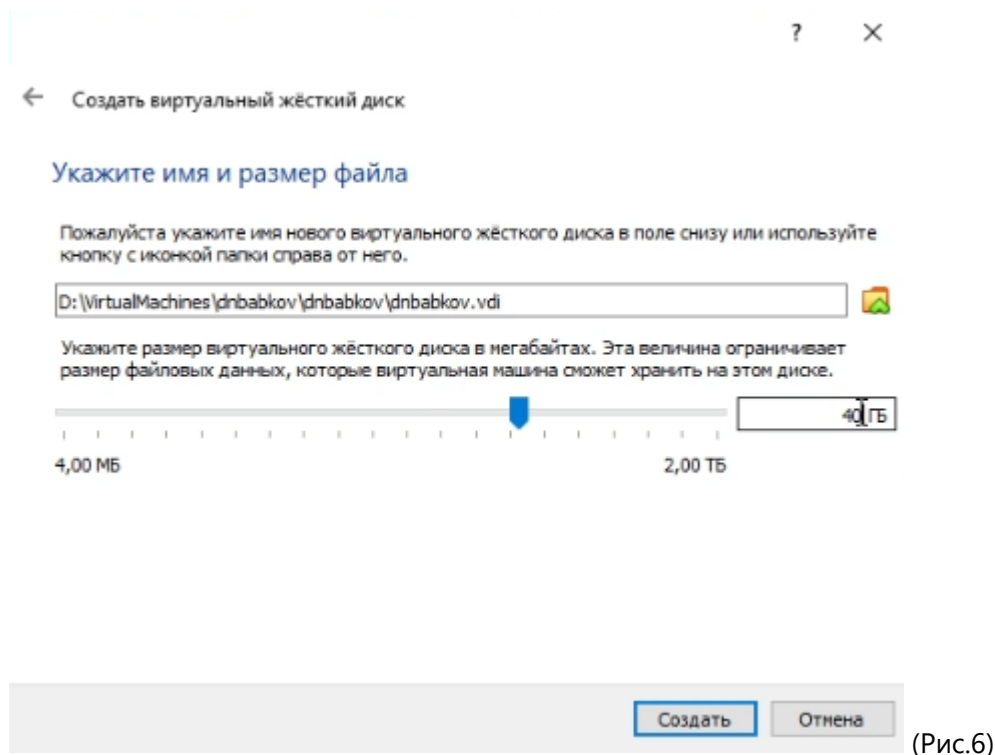 ?
Создать виртуальный жёсткий диск
Укажите имя и размер файла
Пожалуйста укажите имя нового виртуального жёсткого диска в поле снизу или используйте
кнопку с иконкой папки справа от него.
D:\VirtualMachines\dnbabkov\dnbabkov\dnbabkov.vdi
Укажите размер виртуального жёсткого диска в мегабайтах. Эта величина ограничивает
размер файловых данных, которые виртуальная машина сможет хранить на этом диске.
40 ГБ
4,00 МБ 2,00 ТБ
Создать Отмена
(Рис.6)